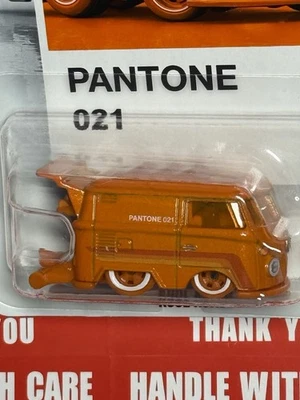 PANTONE
021
PANTONE 021
YOU
THANK Y
H CARE
HANDLE WIT